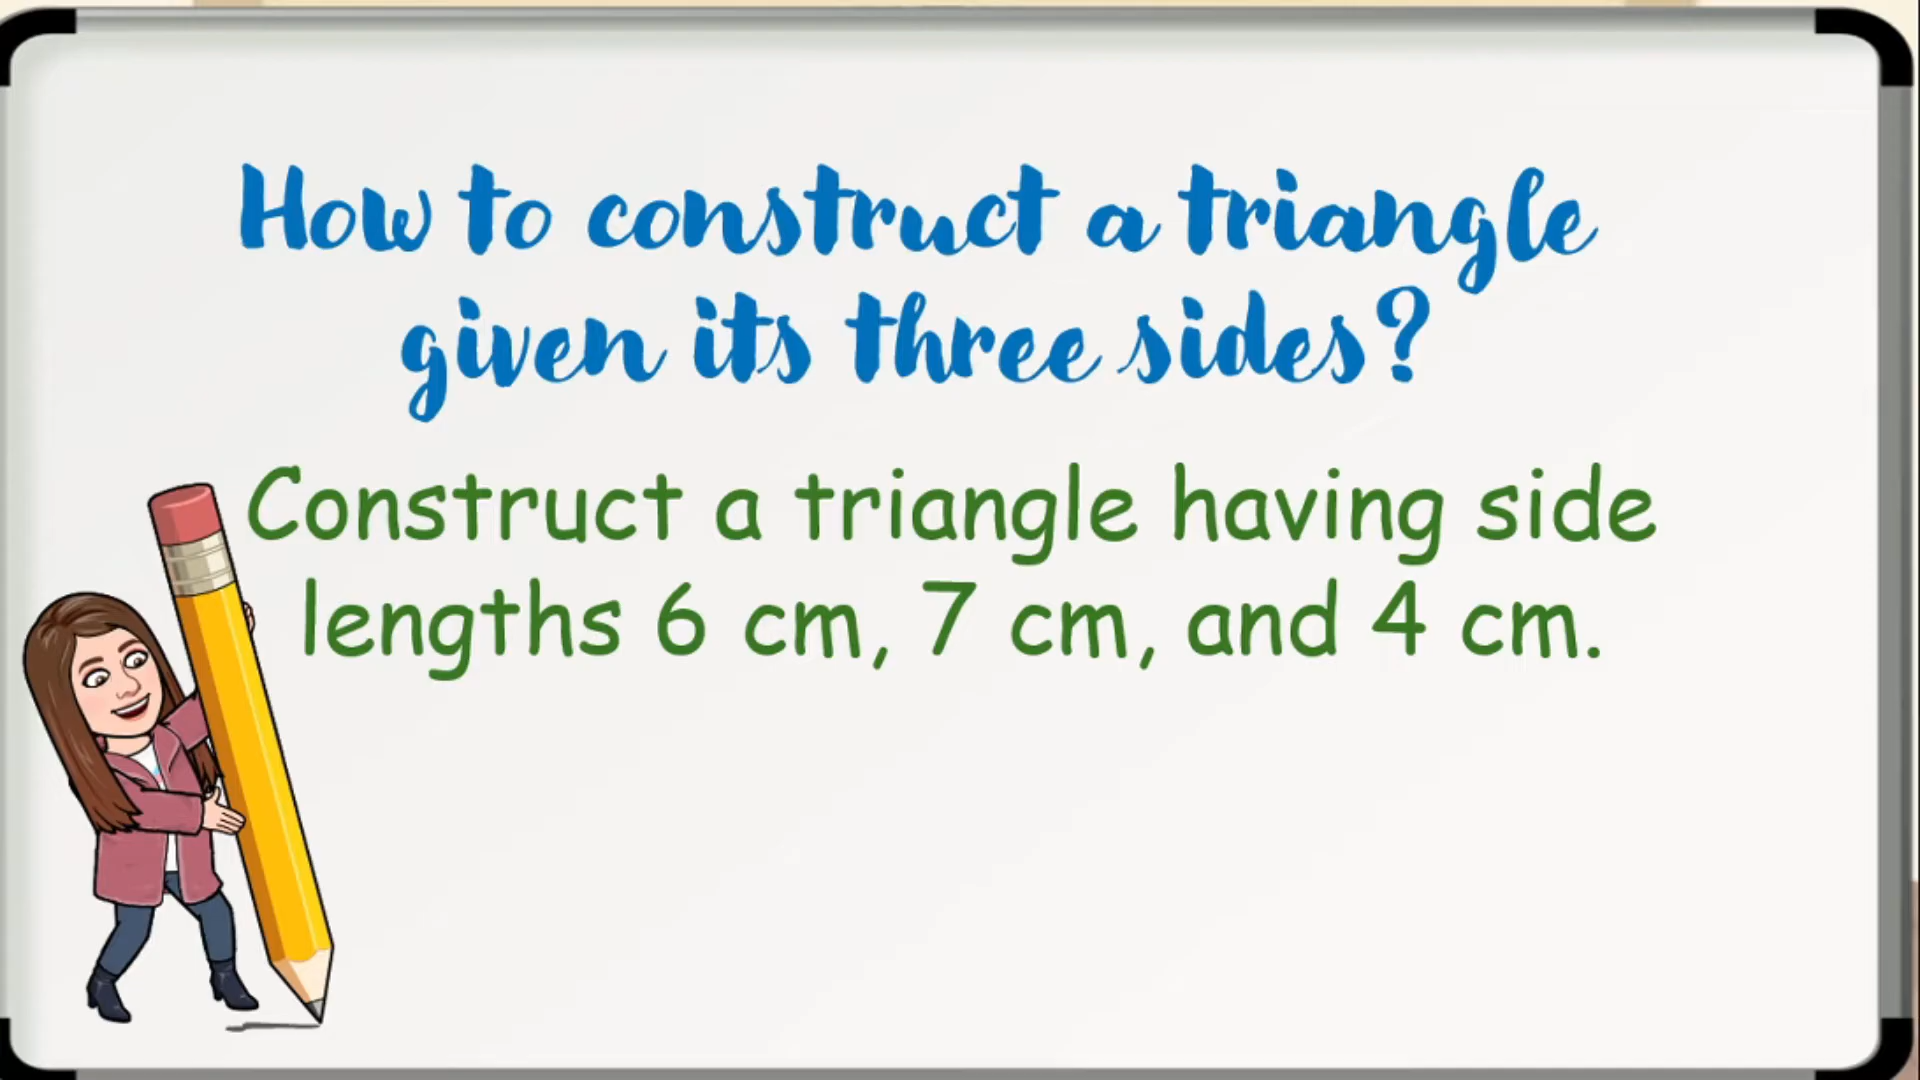 How to construct a triangle
given its three sides?
Construct a triangle having side
lengths 6 cm, 7 cm, and 4 cm.